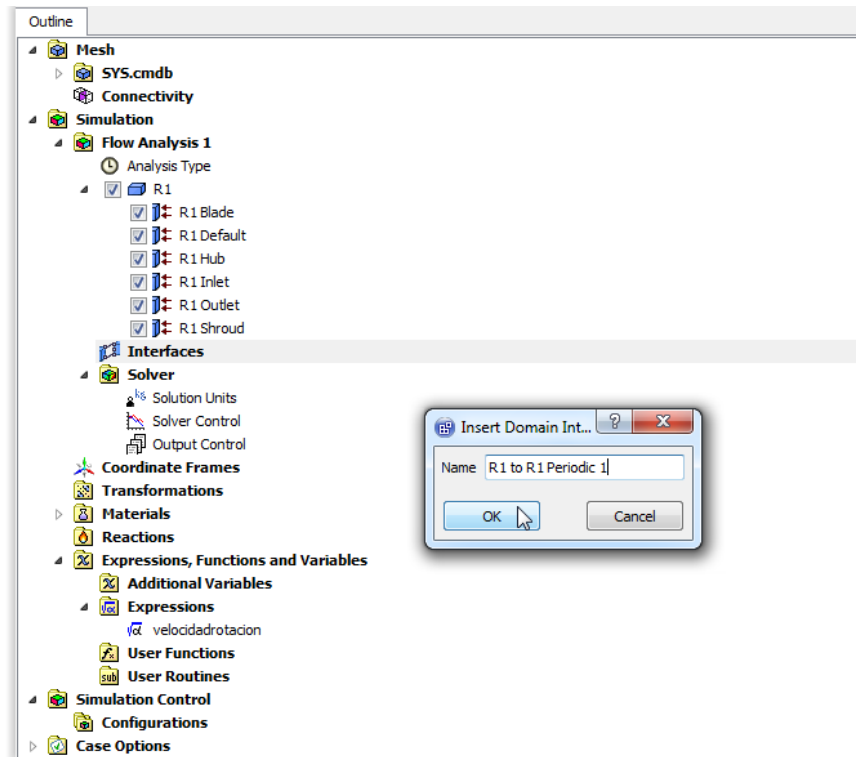 Outline
Mesh
SYS.cmdb
Connectivity
Simulation
Flow Analysis 1
Analysis Type
R1
R1 Blade
R1 Default
R1 Hub
R1 Inlet
R1 Outlet
R1 Shroud
Interfaces
Solver
Solution Units
Solver Control
Output Control
Coordinate Frames
Transformations
Materials
Reactions
Expressions, Functions and Variables
Additional Variables
Expressions
velocidadrotacion
User Functions
User Routines
Simulation Control
Configurations
Case Options
Insert Domain Int...
Name R1 to R1 Periodic 1
OK Cancel